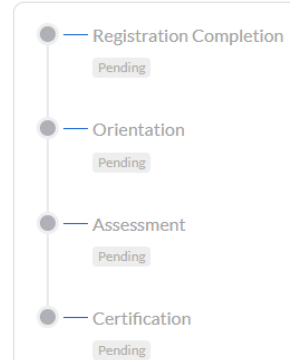 Registration Completion
Pending
Orientation
Pending
Assessment
Pending
Certification
Pending